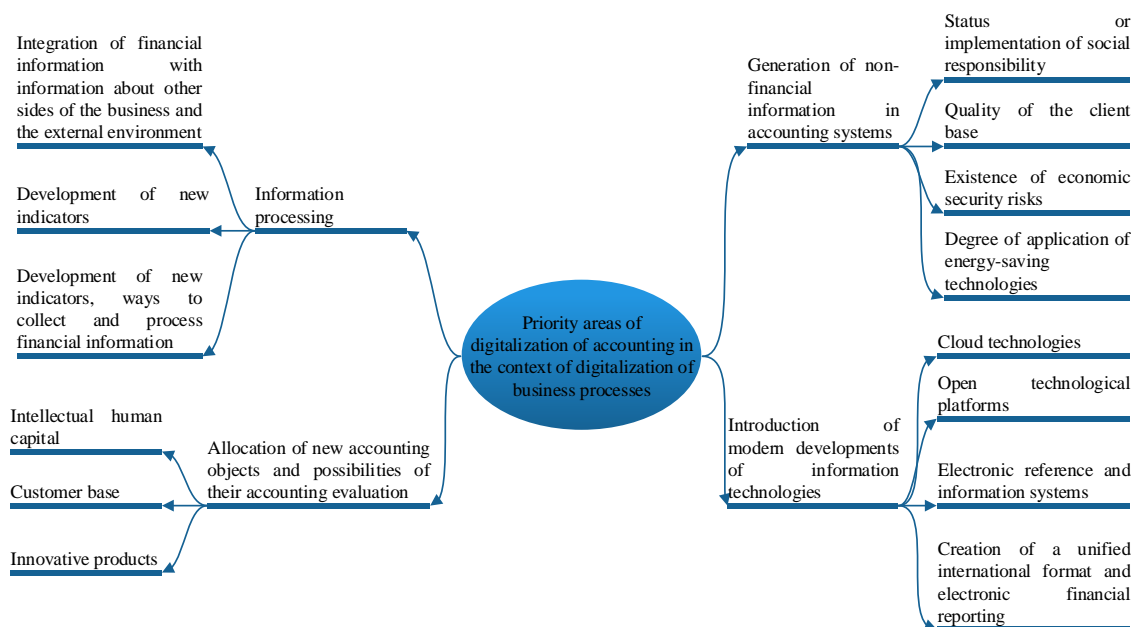 Integration of financial
information with
information about other
sides of the business and
the external environment
Development of new
indicators
Development of new
indicators, ways to
collect and process
financial information
Information
processing
Intellectual human
capital
Customer base
Innovative products
Allocation of new accounting
objects and possibilities of
their accounting evaluation
Priority areas of
digitalization of accounting in
the context of digitalization of
business processes
Generation of non-
financial
information in
accounting systems
Status or
implementation of social
responsibility
Quality of the client
base
Existence of economic
security risks
Degree of application of
energy-saving
technologies
Introduction of
modern developments
of information
technologies
Cloud technologies
Open technological
platforms
Electronic reference and
information systems
Creation of a unified
international format and
electronic financial
reporting